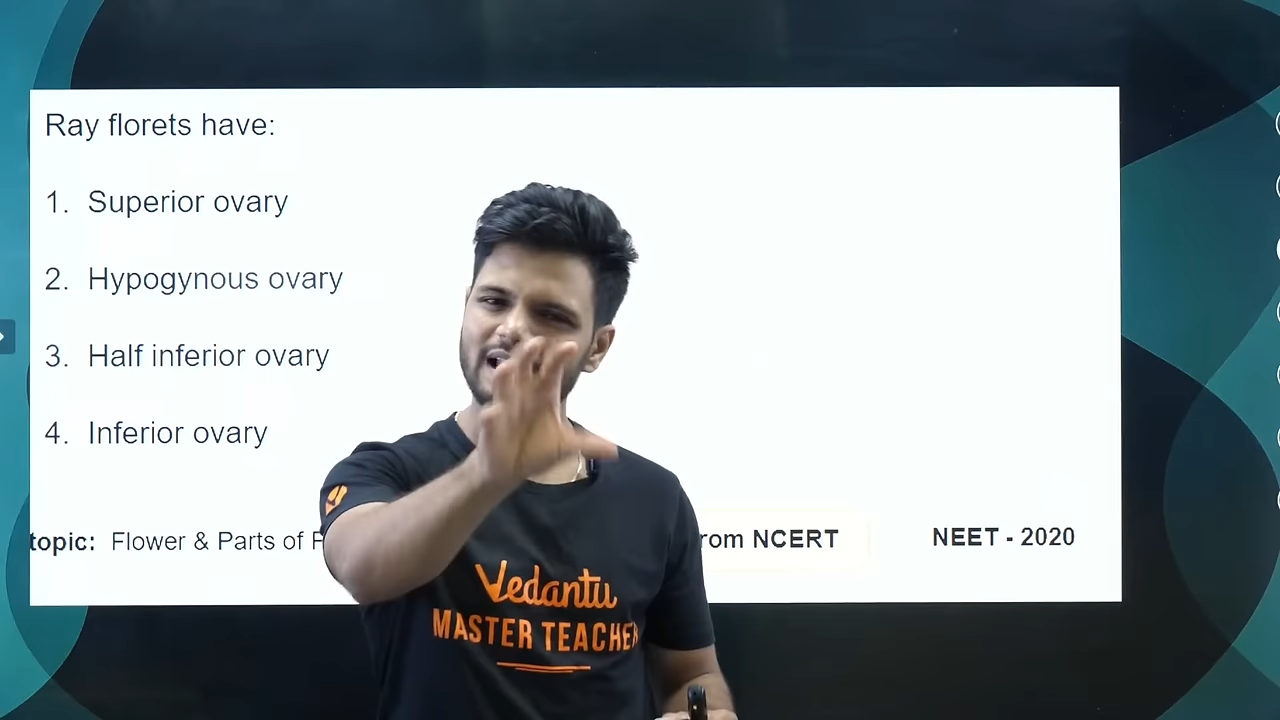 Ray florets have:
1. Superior ovary
2. Hypogynous ovary
3. Half inferior ovary
4. Inferior ovary
topic: Flower & Parts of
NCERT
NEET - 2020
Vedantu
MASTER TEACHER